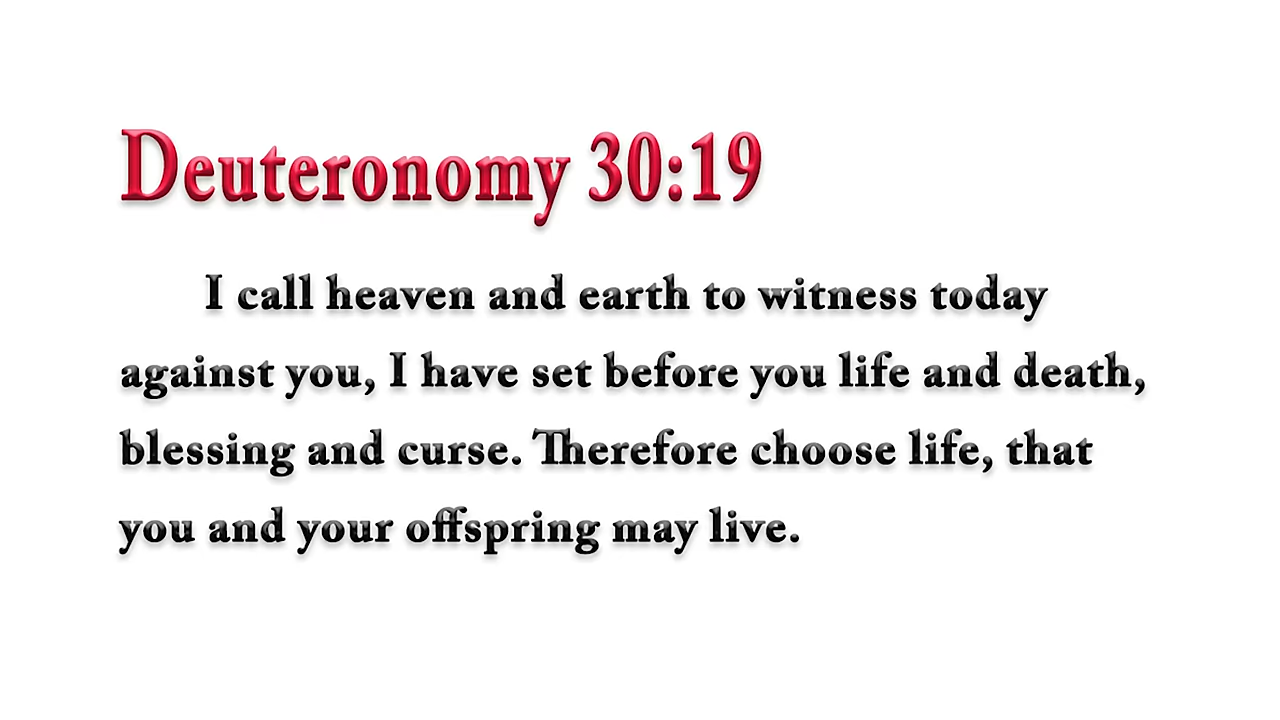 Deuteronomy 30:19
I call heaven and earth to witness today
against you, I have set before you life and death,
blessing and curse. Therefore choose life, that
you and your offspring may live.